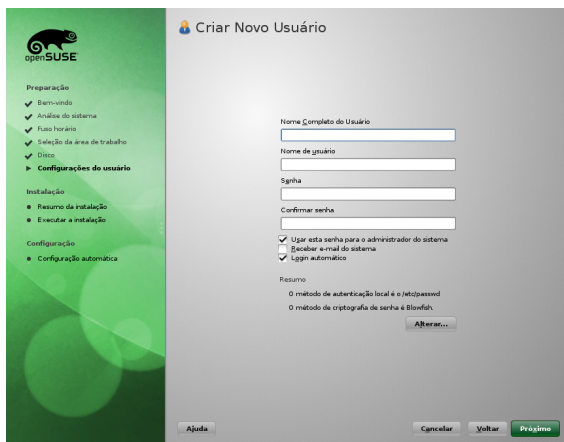 openSUSE
Criar Novo Usuário
Preparação
Bem-vindo
Análise do sistema
Fuso horário
Seleção da área de trabalho
Disco
Configurações do usuário
Instalação
Resumo da instalação
Executar a instalação
Configuração
Configuração automática
Nome Completo do Usuário
Nome de usuário
Senha
Confirmar senha
Usar esta senha para o administrador do sistema
Receber e-mail do sistema
Login automático
Resumo
O método de autenticação local é o /etc/passwd
O método de criptografia de senha é Blowfish.
Alterar...
Ajuda
Cancelar
Voltar
Próximo